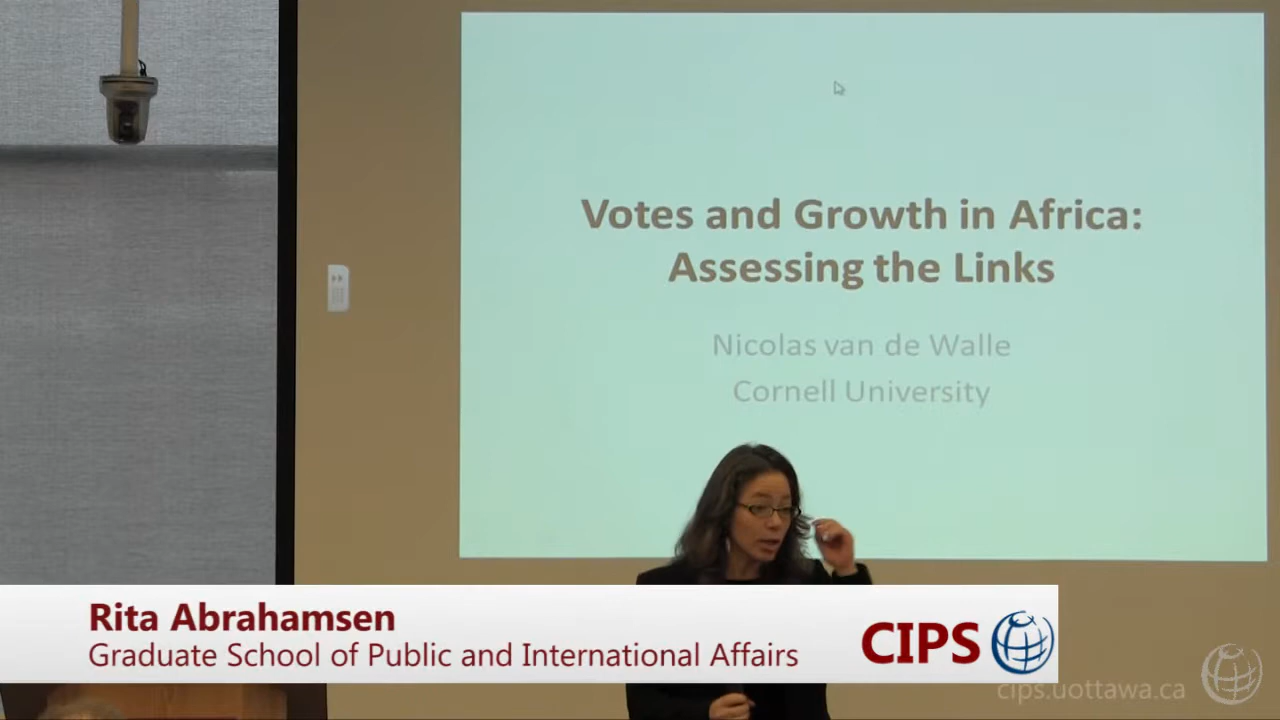 Votes and Growth in Africa:
Assessing the Links
Nicolas van de Walle
Cornell University
Rita Abrahamsen
Graduate School of Public and International Affairs
CIPS
cips.uottawa.ca